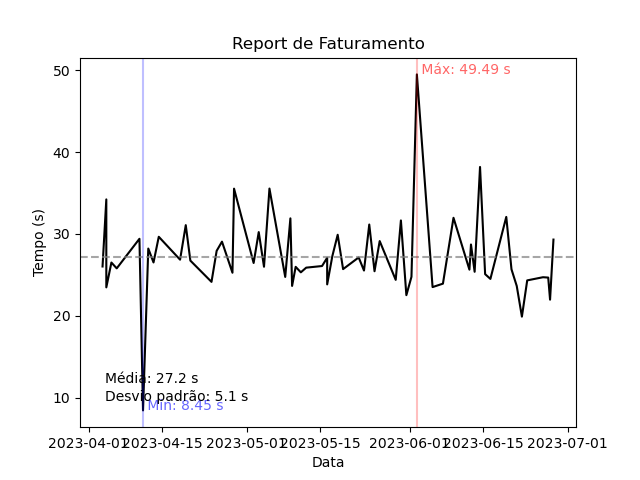 Report de Faturamento
50
Máx: 49.49 s
40
30
Tempo (s)
20
Média: 27.2 s
Desvio padrão: 5.1 s
10
Min: 8.45 s
2023-04-01
2023-04-15
2023-05-01
2023-05-15
2023-06-01
2023-06-15
2023-07-01
Data